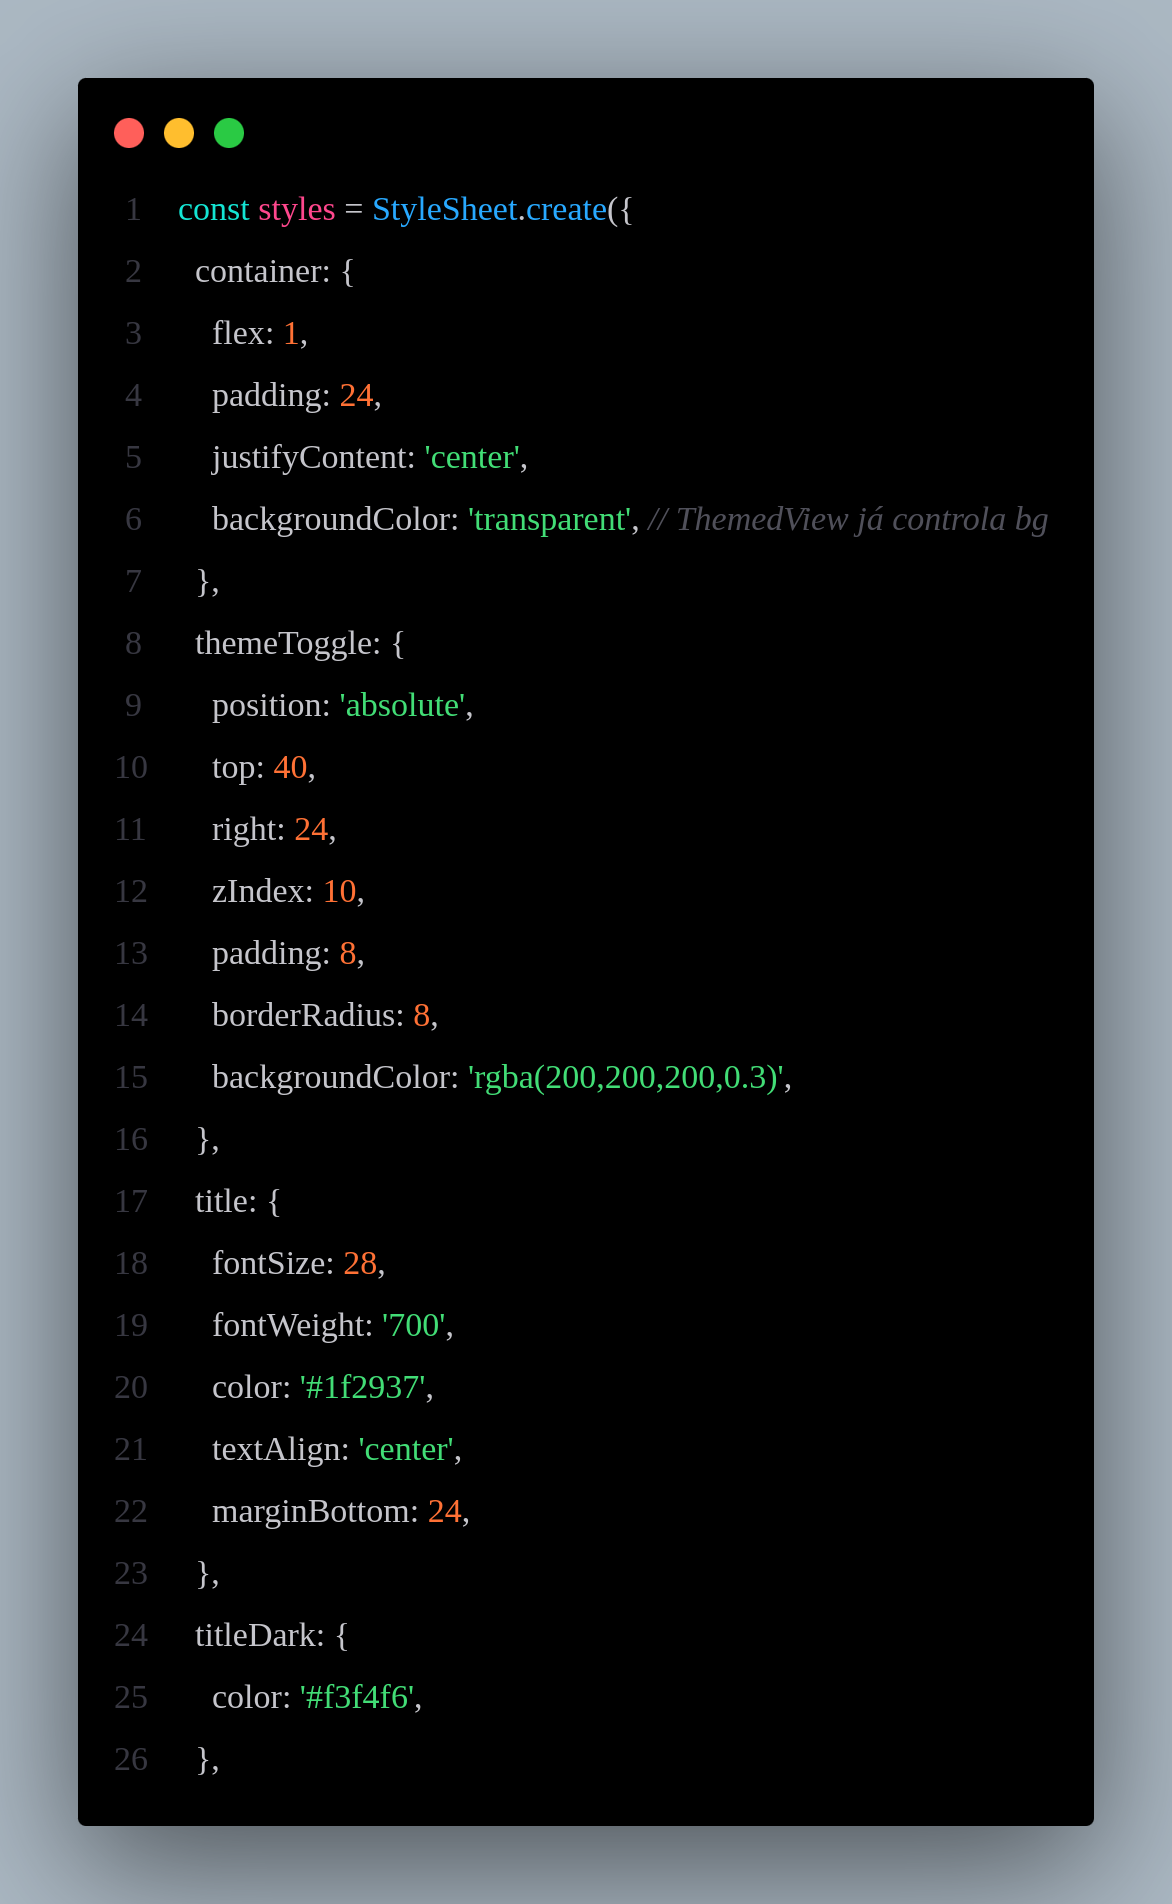 1 const styles = StyleSheet.create({
2   container: {
3     flex: 1,
4     padding: 24,
5     justifyContent: 'center',
6     backgroundColor: 'transparent', // ThemedView já controla bg
7   },
8   themeToggle: {
9     position: 'absolute',
10     top: 40,
11     right: 24,
12     zIndex: 10,
13     padding: 8,
14     borderRadius: 8,
15     backgroundColor: 'rgba(200,200,200,0.3)',
16   },
17   title: {
18     fontSize: 28,
19     fontWeight: '700',
20     color: '#1f2937',
21     textAlign: 'center',
22     marginBottom: 24,
23   },
24   titleDark: {
25     color: '#f3f4f6',
26   },